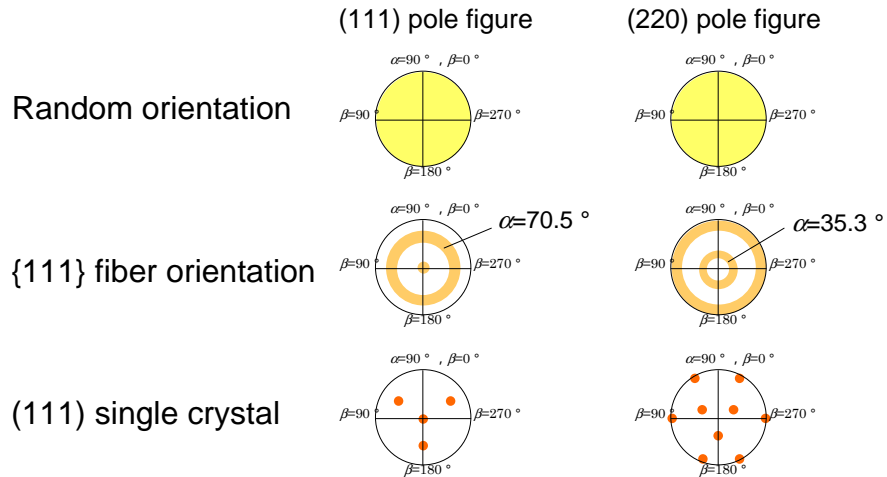 (111) pole figure (220) pole figure
α=90 ° , β=0 ° α=90 ° , β=0 °
Random orientation β=90 ° β=270 ° β=90 ° β=270 °
β=180 ° β=180 °
α=90 ° , β=0 ° α=70.5 ° α=90 ° , β=0 ° α=35.3 °
{111} fiber orientation β=90 ° β=270 ° β=90 ° β=270 °
β=180 ° β=180 °
α=90 ° , β=0 ° α=90 ° , β=0 °
(111) single crystal β=90 ° β=270 ° β=90 ° β=270 °
β=180 ° β=180 °